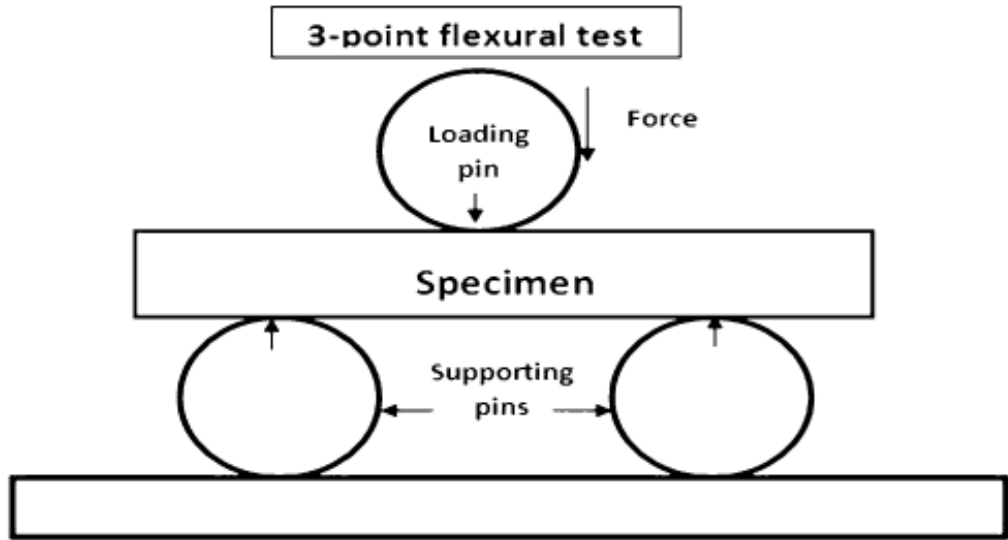 3-point flexural test
Loading
pin
Force
Specimen
Supporting
pins